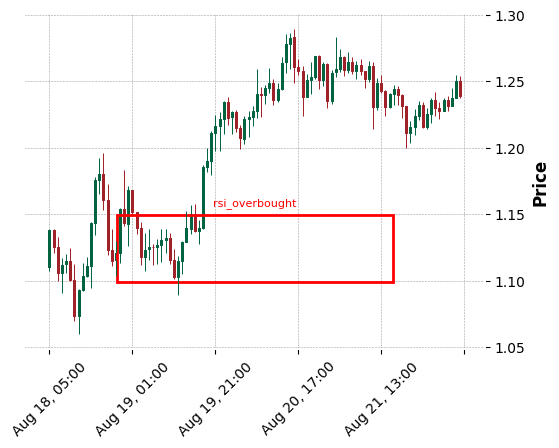 1.30
1.25
1.20
1.15
1.10
1.05
Price
rsi_overbought
Aug 18, 05:00
Aug 19, 01:00
Aug 19, 21:00
Aug 20, 17:00
Aug 21, 13:00